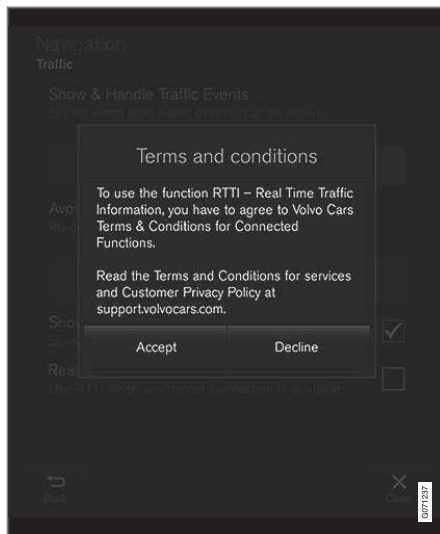 Navigation
Traffic
Show & Handle Traffic Events
Terms and conditions
To use the function RTTI – Real Time Traffic
Information, you have to agree to Volvo Cars
Terms & Conditions for Connected
Functions.
Read the Terms and Conditions for services
and Customer Privacy Policy at
support.volvocars.com.
Accept
Decline
Back
Close
G071237